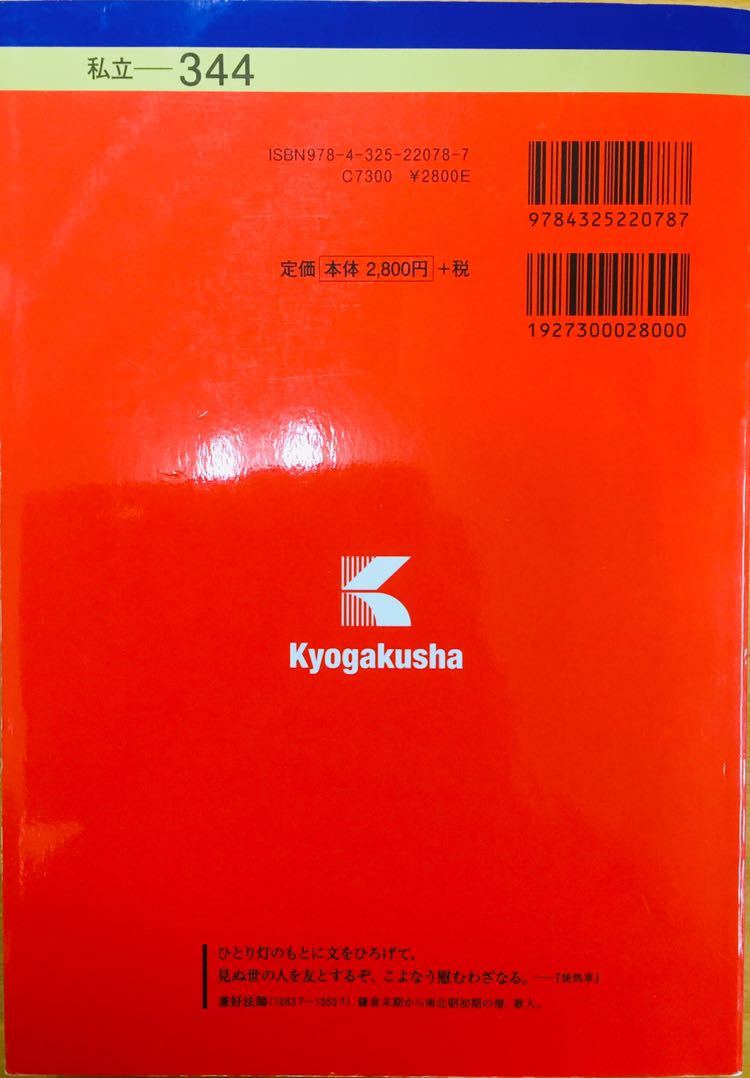 私立──344
ISBN978-4-325-22078-7
C7300 ¥2800E
9784325220787
定価 本体 2,800円 +税
1927300028000
Kyogakusha
ひとり灯のもとに文をひろげて、
見ぬ世の人を友とするぞ、こよなう慰むわざなる。──『徒然草』
兼好法師(1283?~1353?)鎌倉末期から南北朝初期の僧、歌人。